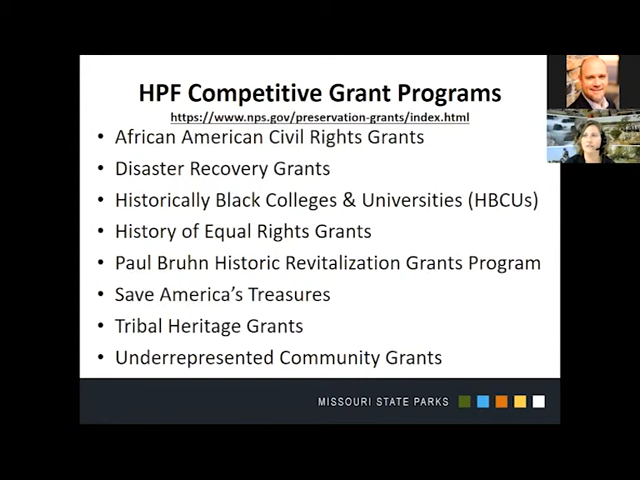 HPF Competitive Grant Programs
https://www.nps.gov/preservation-grants/index.html
• African American Civil Rights Grants
• Disaster Recovery Grants
• Historically Black Colleges & Universities (HBCUs)
• History of Equal Rights Grants
• Paul Bruhn Historic Revitalization Grants Program
• Save America's Treasures
• Tribal Heritage Grants
• Underrepresented Community Grants
MISSOURI STATE PARKS